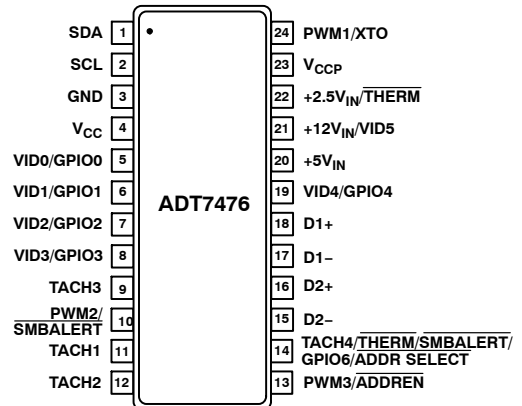 SDA 1
SCL 2
GND 3
VCC 4
VID0/GPIO0 5
VID1/GPIO1 6
VID2/GPIO2 7
VID3/GPIO3 8
TACH3 9
PWM2/
SMBALERT 10
TACH1 11
TACH2 12
ADT7476
24 PWM1/XTO
23 VCCP
22 +2.5VIN/THERM
21 +12VIN/VID5
20 +5VIN
19 VID4/GPIO4
18 D1+
17 D1−
16 D2+
15 D2−
14 TACH4/THERM/SMBALERT/
GPIO6/ADDR SELECT
13 PWM3/ADDREN